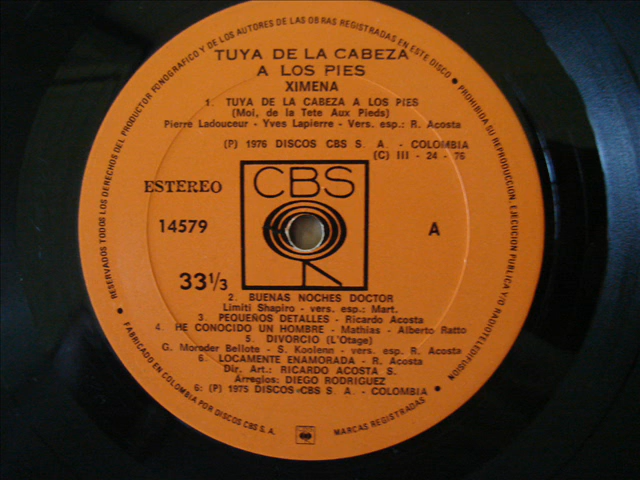 RESERVADOS TODOS LOS DERECHOS DEL PRODUCTOR FONOGRAFICO Y DE LOS AUTORES DE LAS OBRAS REGISTRADAS EN ESTE DISCO • PROHIBIDA SU REPRODUCCION, EJECUCION PUBLICA Y/O RADIOTELEDIFUSION
TUYA DE LA CABEZA
A LOS PIES
XIMENA
1. TUYA DE LA CABEZA A LOS PIES
(Moi, de la Tete Aux Pieds)
Pierre Ladouceur - Yves Lapierre - Vers. esp.: R. Acosta
(P) 1976 DISCOS CBS S. A. - COLOMBIA
(C) III - 24 - 76
ESTEREO
CBS
14579
A
33 1/3
2. BUENAS NOCHES DOCTOR
Limiti Shapiro - vers. esp.: Mart.
3. PEQUEÑOS DETALLES - Ricardo Acosta
4. HE CONOCIDO UN HOMBRE - Mathias - Alberto Ratto
5. DIVORCIO (L'Otage)
G. Moroder Bellote - S. Koolenn - vers. esp. R. Acosta
6. LOCAMENTE ENAMORADA - R. Acosta
Dir. Art.: RICARDO ACOSTA S.
Arreglos: DIEGO RODRIGUEZ
6: (P) 1975 DISCOS CBS S. A. - COLOMBIA
FABRICADO EN COLOMBIA POR DISCOS CBS S. A.
MARCAS REGISTRADAS